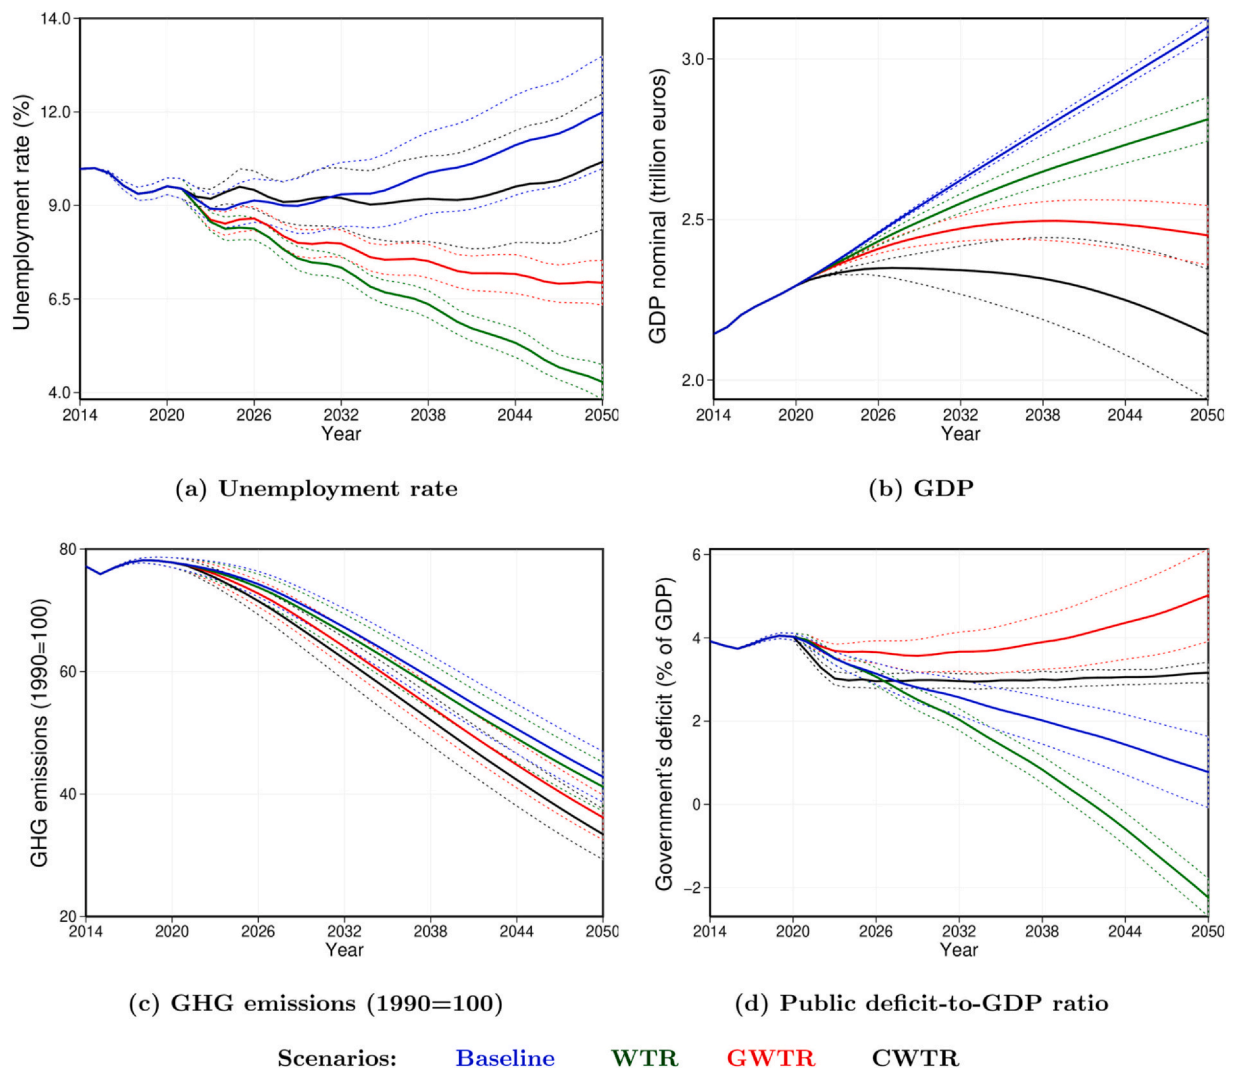 14.0
12.0
9.0
6.5
4.0
Unemployment rate (%)
2014 2020 2026 2032 2038 2044 2050
Year
(a) Unemployment rate
3.0
2.5
2.0
GDP nominal (trillion euros)
2014 2020 2026 2032 2038 2044 2050
Year
(b) GDP
80
60
40
20
GHG emissions (1990=100)
2014 2020 2026 2032 2038 2044 2050
Year
(c) GHG emissions (1990=100)
6
4
2
0
−2
Government's deficit (% of GDP)
2014 2020 2026 2032 2038 2044 2050
Year
(d) Public deficit-to-GDP ratio
Scenarios: Baseline WTR GWTR CWTR